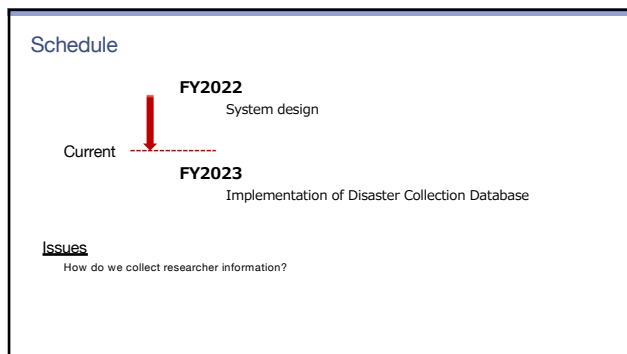 Schedule
FY2022
System design
Current
FY2023
Implementation of Disaster Collection Database
Issues
How do we collect researcher information?